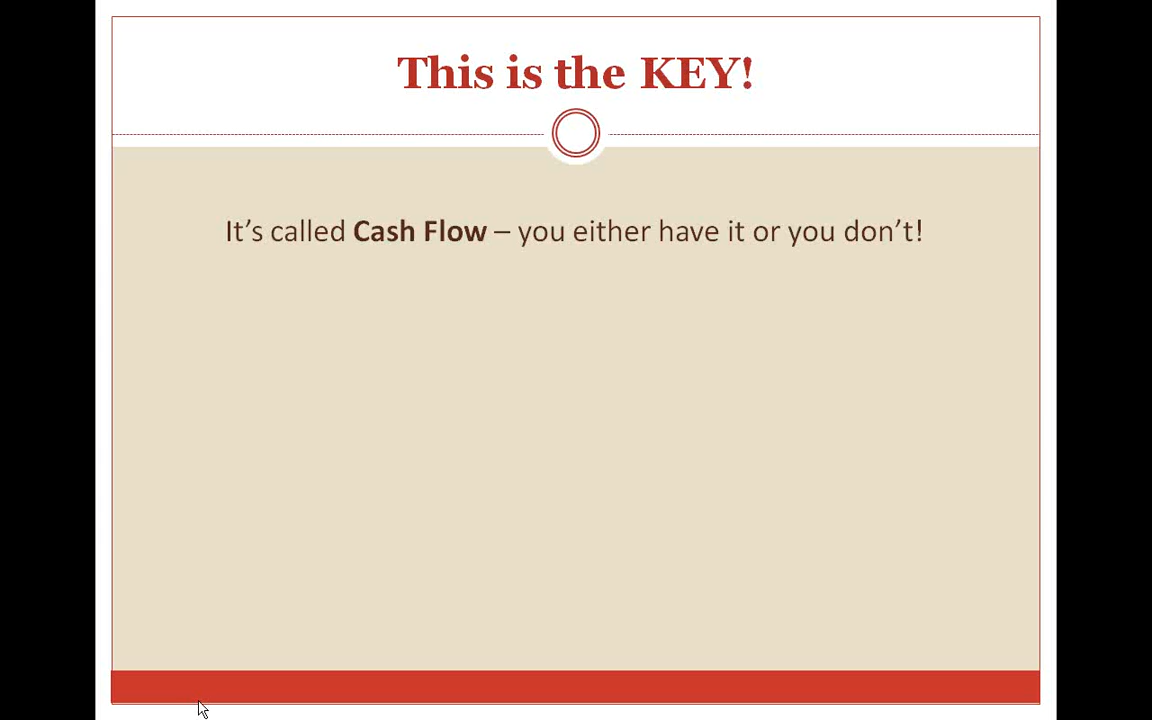 This is the KEY!
It’s called Cash Flow – you either have it or you don’t!